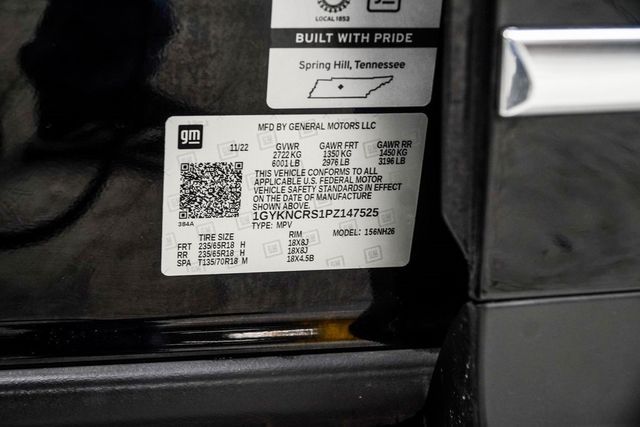 LOCAL 1853
BUILT WITH PRIDE
Spring Hill, Tennessee
gm
MFD BY GENERAL MOTORS LLC
11/22 GVWR GAWR FRT GAWR RR
2722 KG 1350 KG 1450 KG
6001 LB 2976 LB 3196 LB
THIS VEHICLE CONFORMS TO ALL
APPLICABLE U.S. FEDERAL MOTOR
VEHICLE SAFETY STANDARDS IN EFFECT
ON THE DATE OF MANUFACTURE
SHOWN ABOVE.
384A
1GYKNCRS1PZ147525
TYPE: MPV
TIRE SIZE RIM MODEL: 156NH26
FRT 235/65R18 H 18X8J
RR 235/65R18 H 18X8J
SPA T135/70R18 M 18X4.5B